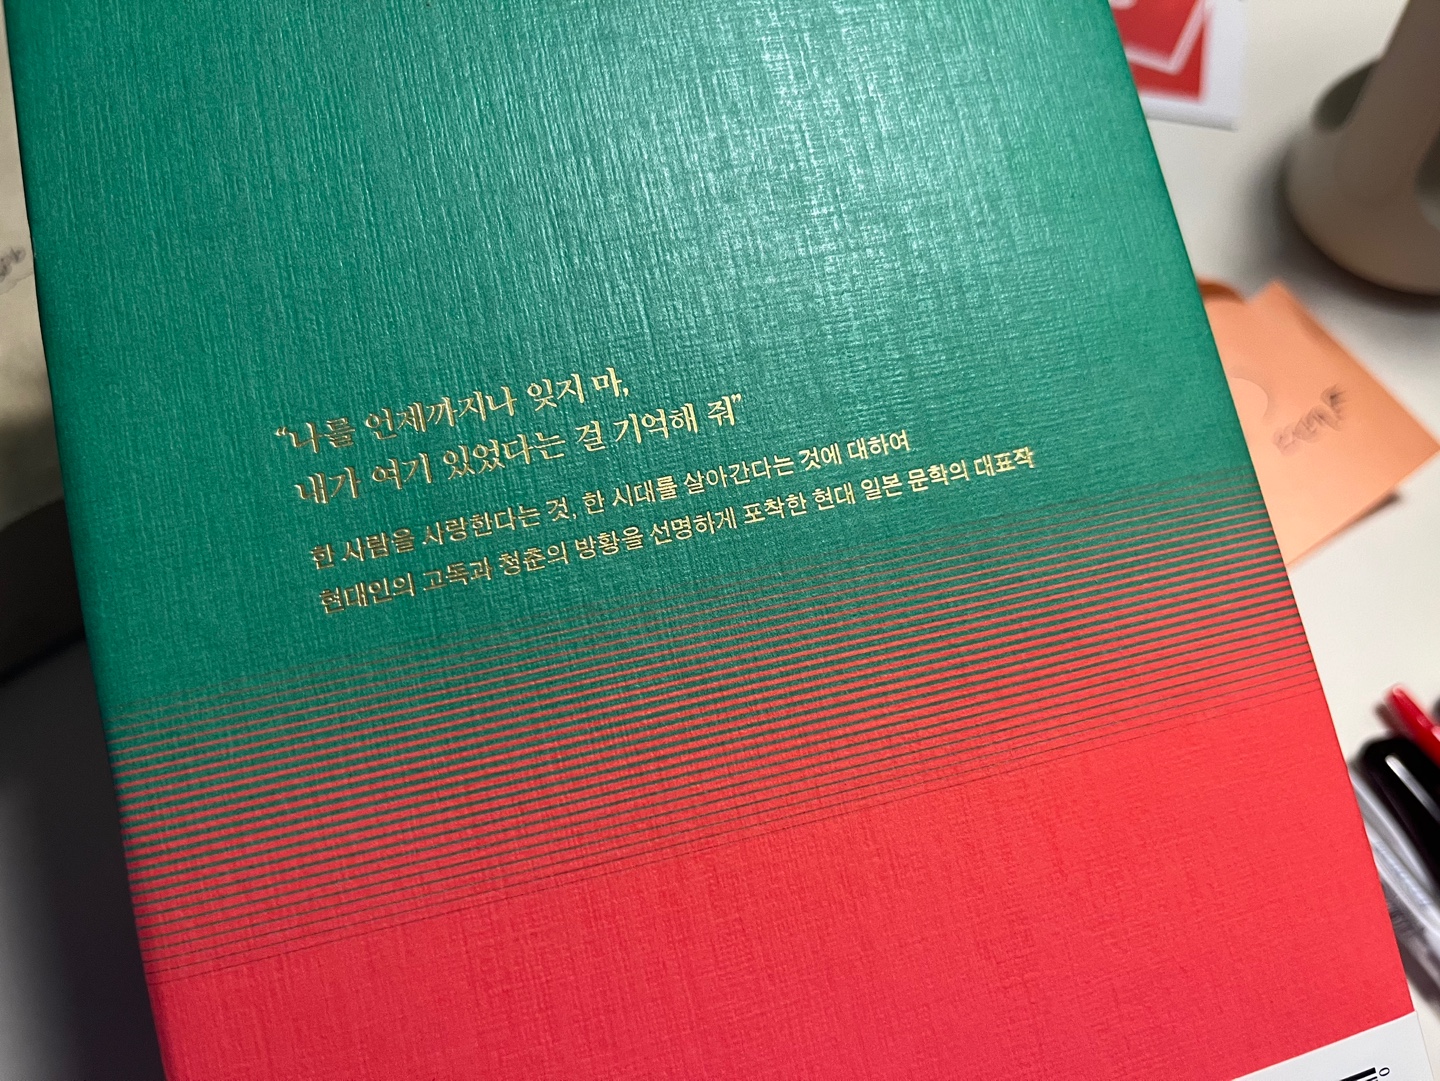 “나를 언제까지나 잊지 마,
내가 여기 있었다는 걸 기억해 줘”
한 사람을 사랑한다는 것, 한 시대를 살아간다는 것에 대하여
현대인의 고독과 청춘의 방황을 선명하게 포착한 현대 일본 문학의 대표작